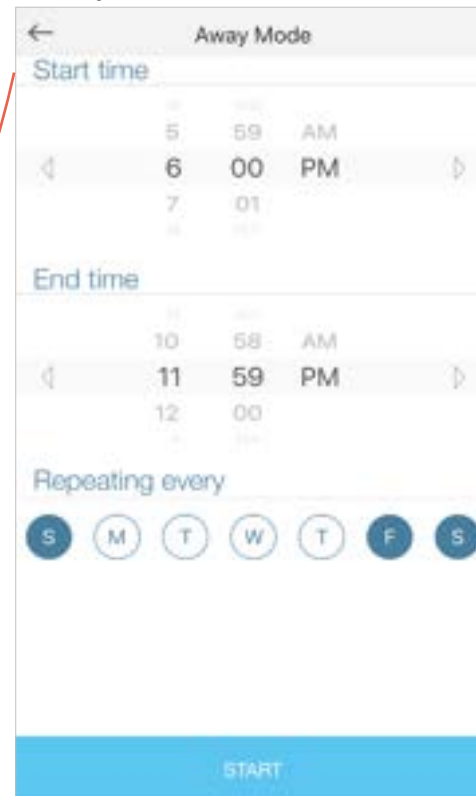 Away Mode
Start time
5 59 AM
6 00 PM
7 01
End time
10 58 AM
11 59 PM
12 00
Repeating every
S M T W T F S
START